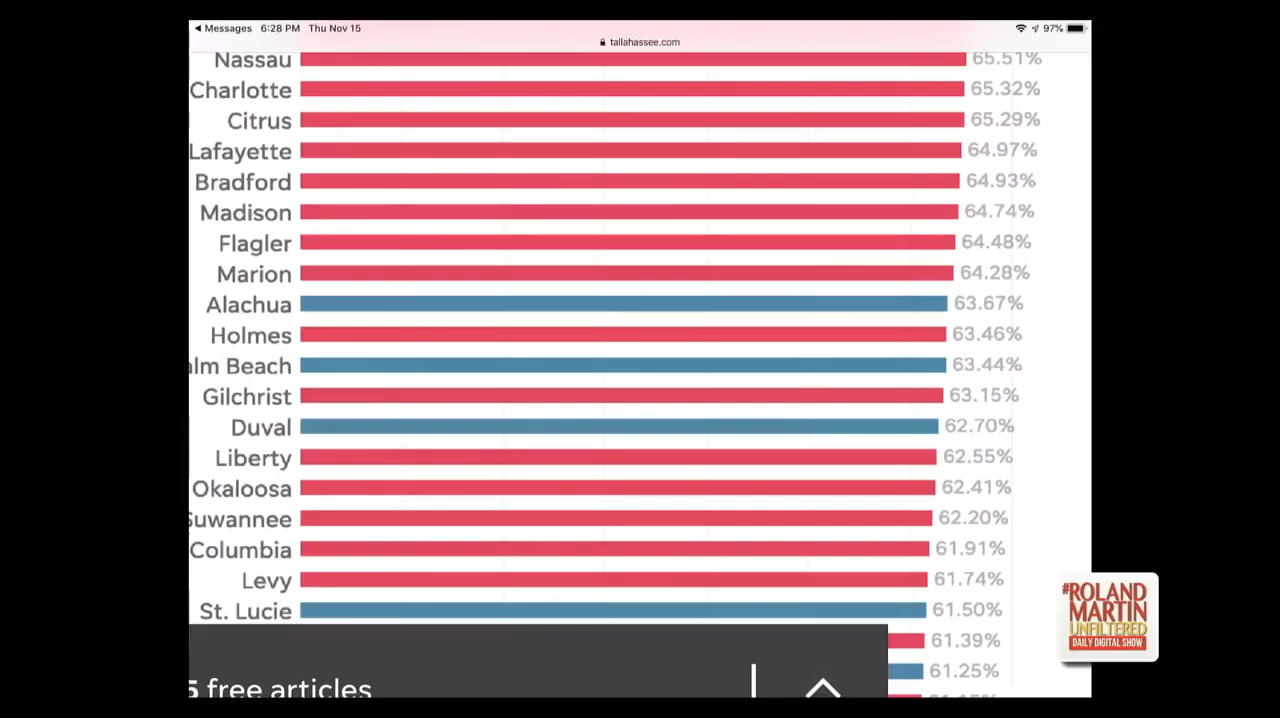 Messages 6:28 PM Thu Nov 15
97%
tallahassee.com
Nassau 65.51%
Charlotte 65.32%
Citrus 65.29%
Lafayette 64.97%
Bradford 64.93%
Madison 64.74%
Flagler 64.48%
Marion 64.28%
Alachua 63.67%
Holmes 63.46%
alm Beach 63.44%
Gilchrist 63.15%
Duval 62.70%
Liberty 62.55%
Okaloosa 62.41%
Suwannee 62.20%
Columbia 61.91%
Levy 61.74%
St. Lucie 61.50%
61.39%
61.25%
5 free articles
#ROLAND
MARTIN
UNFILTERED
DAILY DIGITAL SHOW